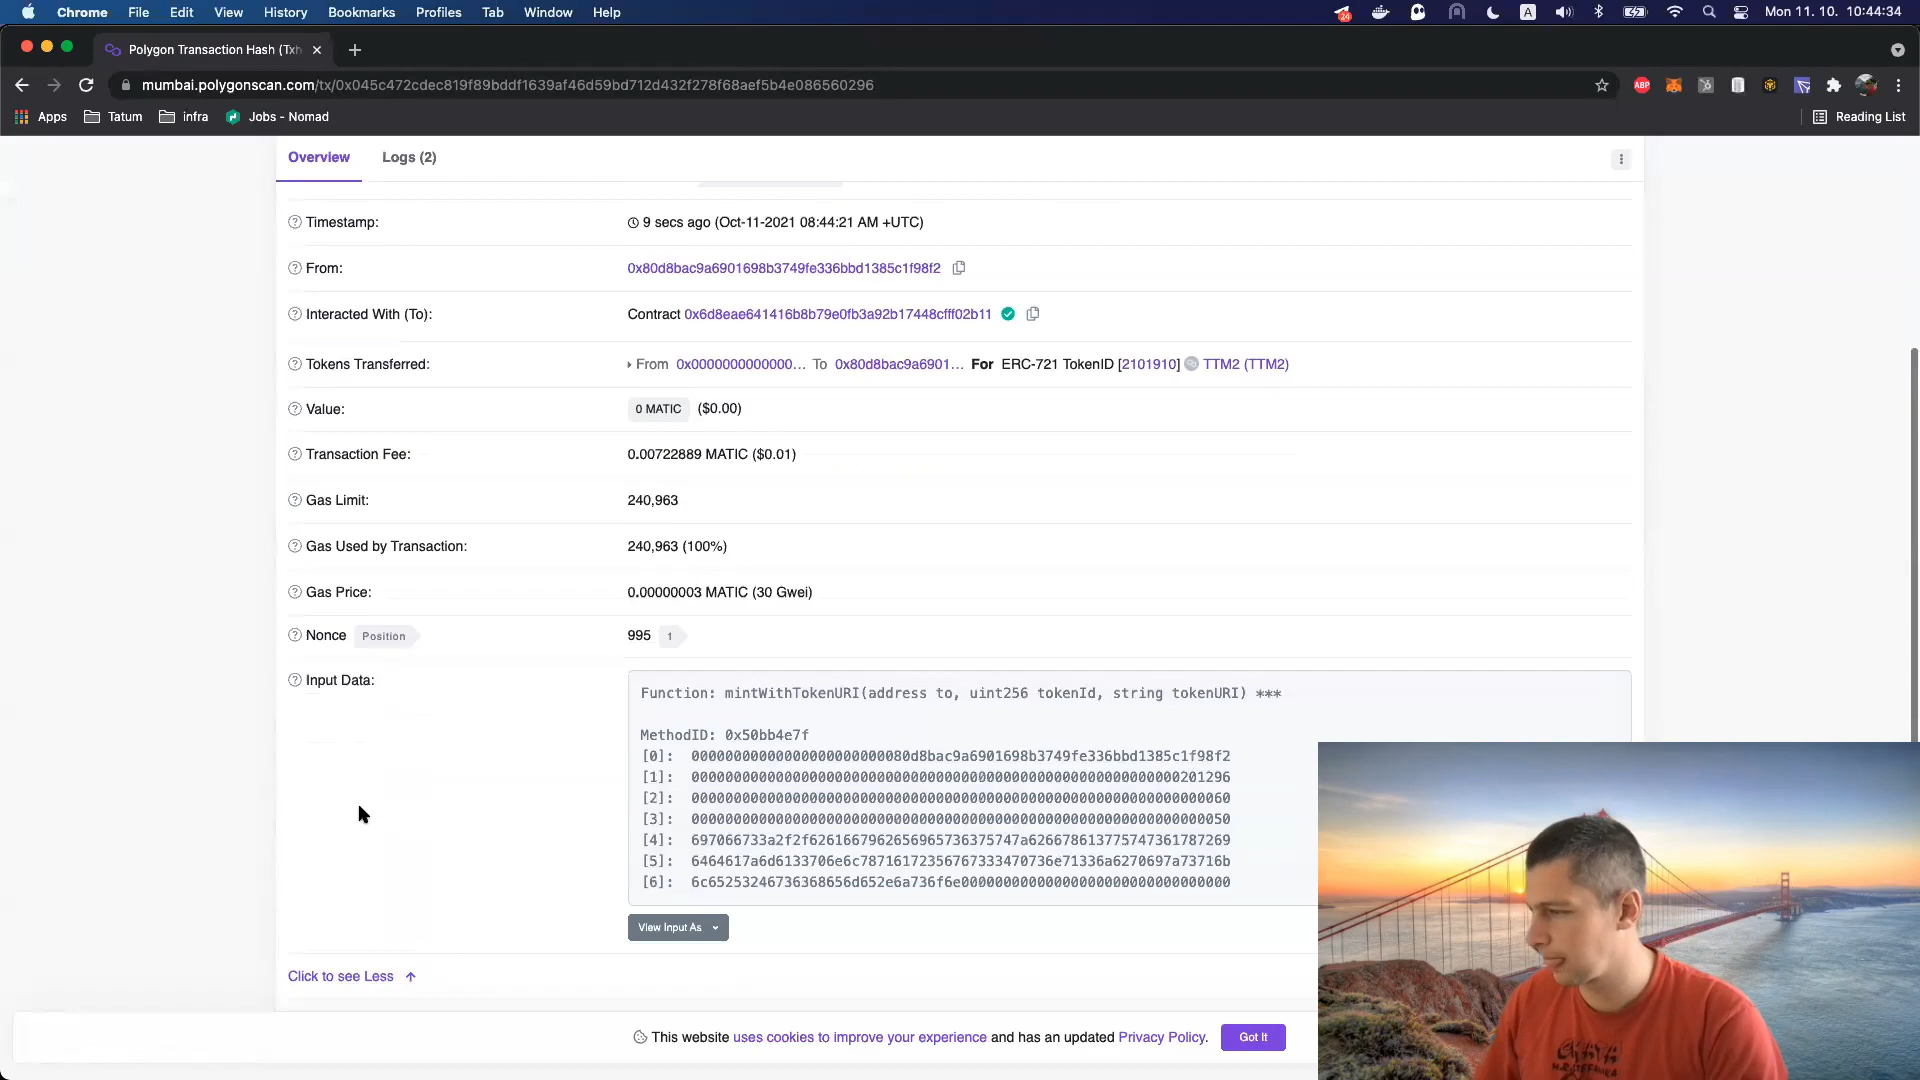 Chrome File Edit View History Bookmarks Profiles Tab Window Help 24 A Mon 11. 10. 10:44:34
Polygon Transaction Hash (Txh
mumbai.polygonscan.com/tx/0x045c472cdec819f89bddf1639af46d59bd712d432f278f68aef5b4e086560296 ABP
Apps Tatum infra Jobs - Nomad Reading List
Overview Logs (2)
Timestamp: 9 secs ago (Oct-11-2021 08:44:21 AM +UTC)
From: 0x80d8bac9a6901698b3749fe336bbd1385c1f98f2
Interacted With (To): Contract 0x6d8eae641416b8b79e0fb3a92b17448cfff02b11
Tokens Transferred: From 0x0000000000000... To 0x80d8bac9a6901... For ERC-721 TokenID [2101910] TTM2 (TTM2)
Value: 0 MATIC ($0.00)
Transaction Fee: 0.00722889 MATIC ($0.01)
Gas Limit: 240,963
Gas Used by Transaction: 240,963 (100%)
Gas Price: 0.00000003 MATIC (30 Gwei)
Nonce Position 995 1
Input Data:
Function: mintWithTokenURI(address to, uint256 tokenId, string tokenURI) ***
MethodID: 0x50bb4e7f
[0]: 00000000000000000000000080d8bac9a6901698b3749fe336bbd1385c1f98f2
[1]: 0000000000000000000000000000000000000000000000000000000000201296
[2]: 0000000000000000000000000000000000000000000000000000000000000060
[3]: 0000000000000000000000000000000000000000000000000000000000000050
[4]: 697066733a2f2f6261667962656965736375747a6266786137757473617872​69
[5]: 6464617a6d6133706e6c78716172356767333470736e71336a6270697a73716b
[6]: 6c65253246736368656d652e6a736f6e00000000000000000000000000000000
View Input As
Click to see Less
This website uses cookies to improve your experience and has an updated Privacy Policy. Got It